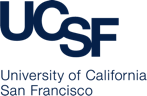 UCSF
University of California
San Francisco